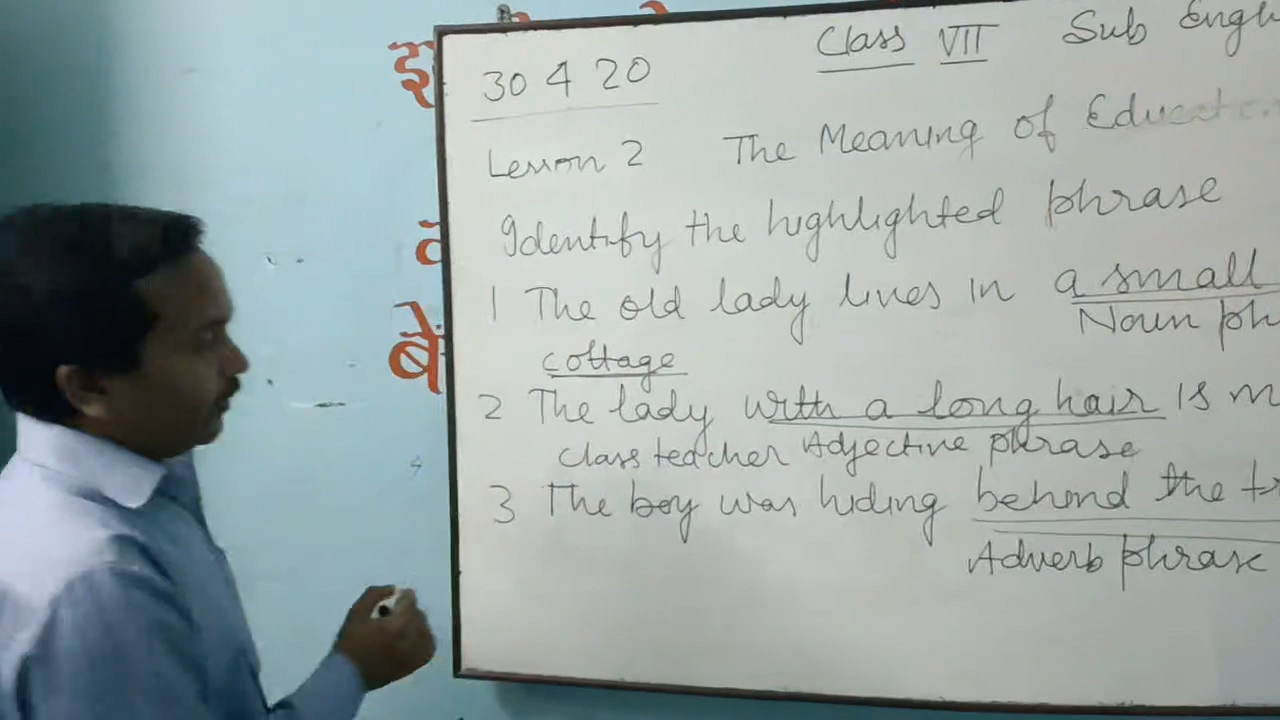 30 4 20
Class VII Sub Engl
Lesson 2 The Meaning of Educat
Identify the highlighted phrase
1 The old lady lives in a small
Noun ph
cottage
2 The lady with a long hair is m
class teacher Adjective phrase
3 The boy was hiding behind the tr
Adverb phrase
बे